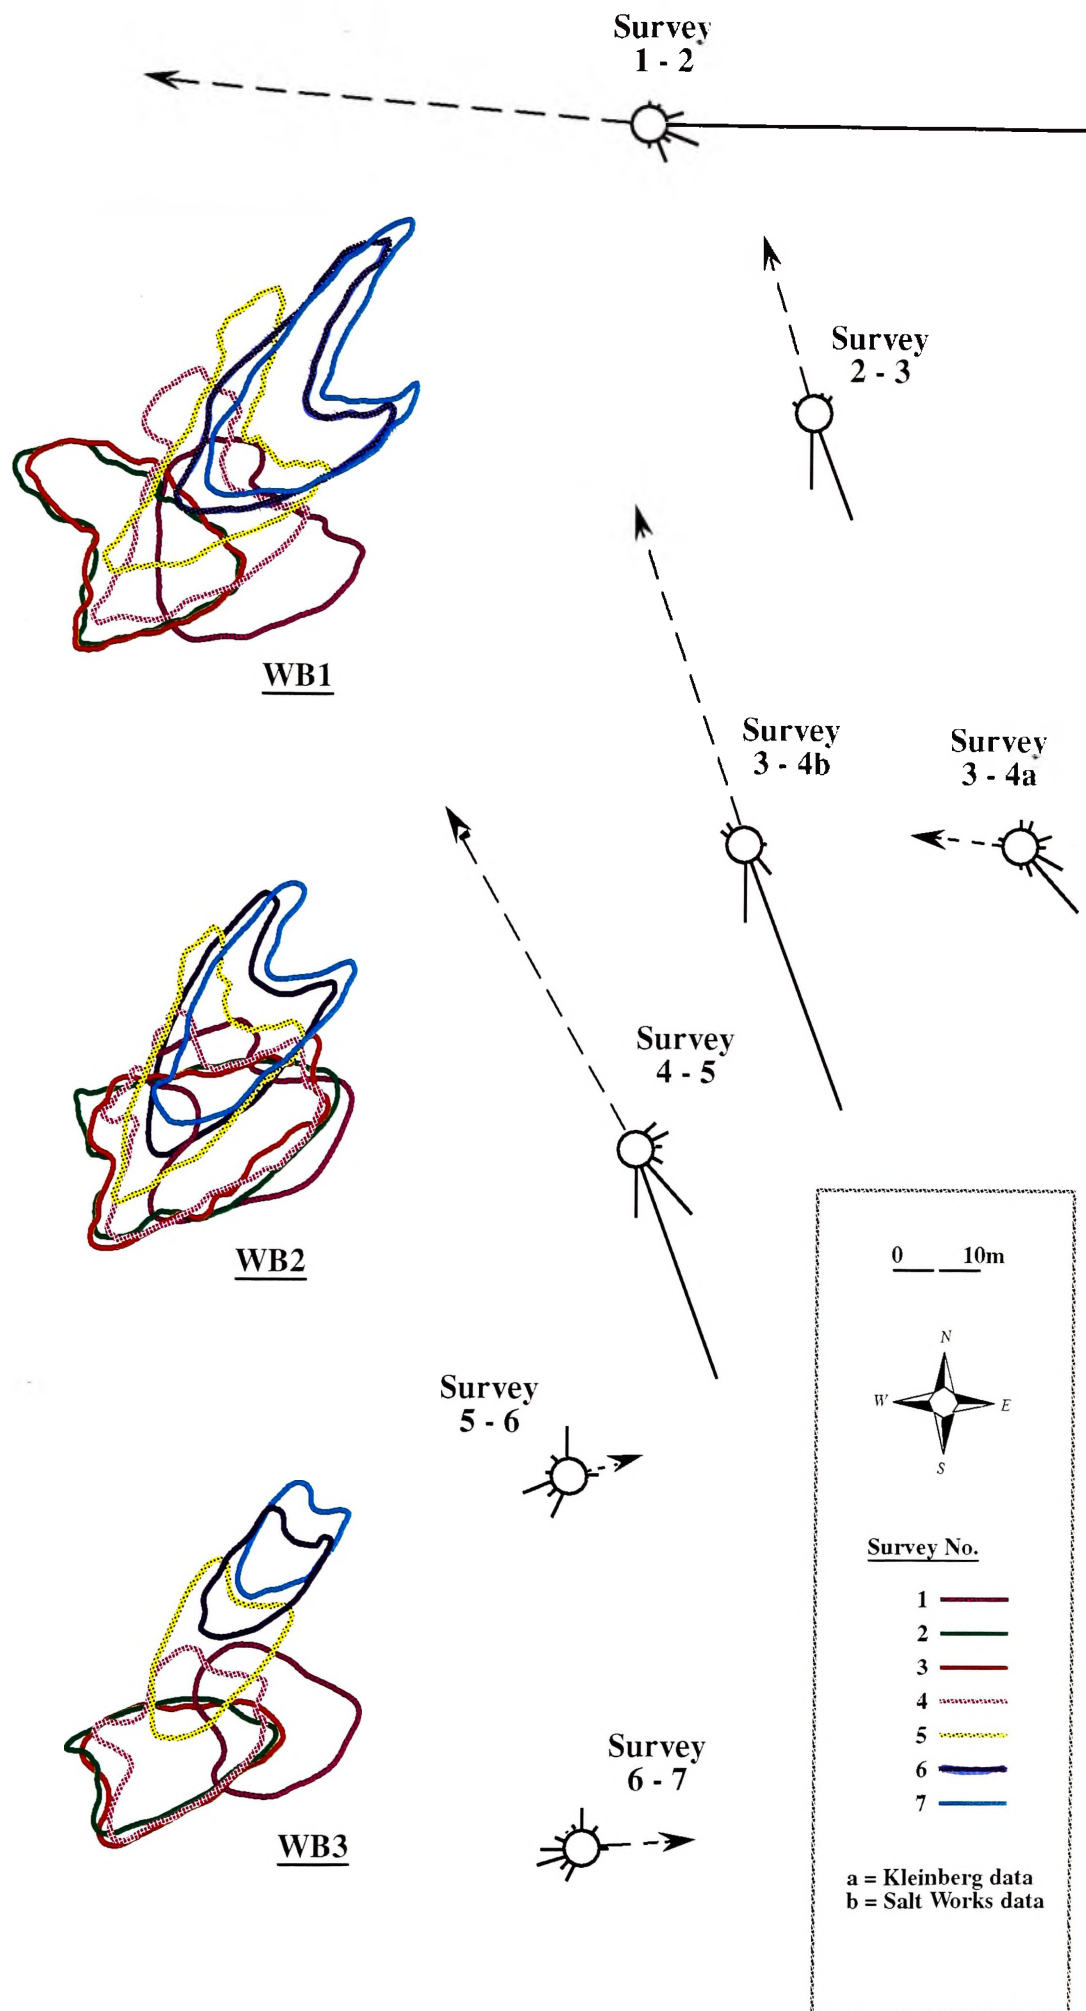 Survey
1 - 2
Survey
2 - 3
WB1
Survey
3 - 4b
Survey
3 - 4a
Survey
4 - 5
WB2
0 10m
N
W E
S
Survey
5 - 6
Survey No.
1
2
3
4
5
6
7
Survey
6 - 7
WB3
a = Kleinberg data
b = Salt Works data